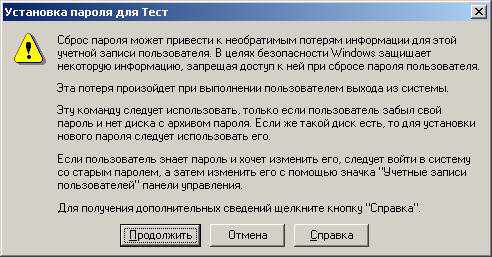 Установка пароля для Тест
Сброс пароля может привести к необратимым потерям информации для этой
учетной записи пользователя. В целях безопасности Windows защищает
некоторую информацию, запрещая доступ к ней при сбросе пароля пользователя.
Эта потеря произойдет при выполнении пользователем выхода из системы.
Эту команду следует использовать, только если пользователь забыл свой
пароль и нет диска с архивом пароля. Если же такой диск есть, то для установки
нового пароля следует использовать его.
Если пользователь знает пароль и хочет изменить его, следует войти в систему
со старым паролем, а затем изменить его с помощью значка "Учетные записи
пользователей" панели управления.
Для получения дополнительных сведений щелкните кнопку "Справка".
Продолжить Отмена Справка